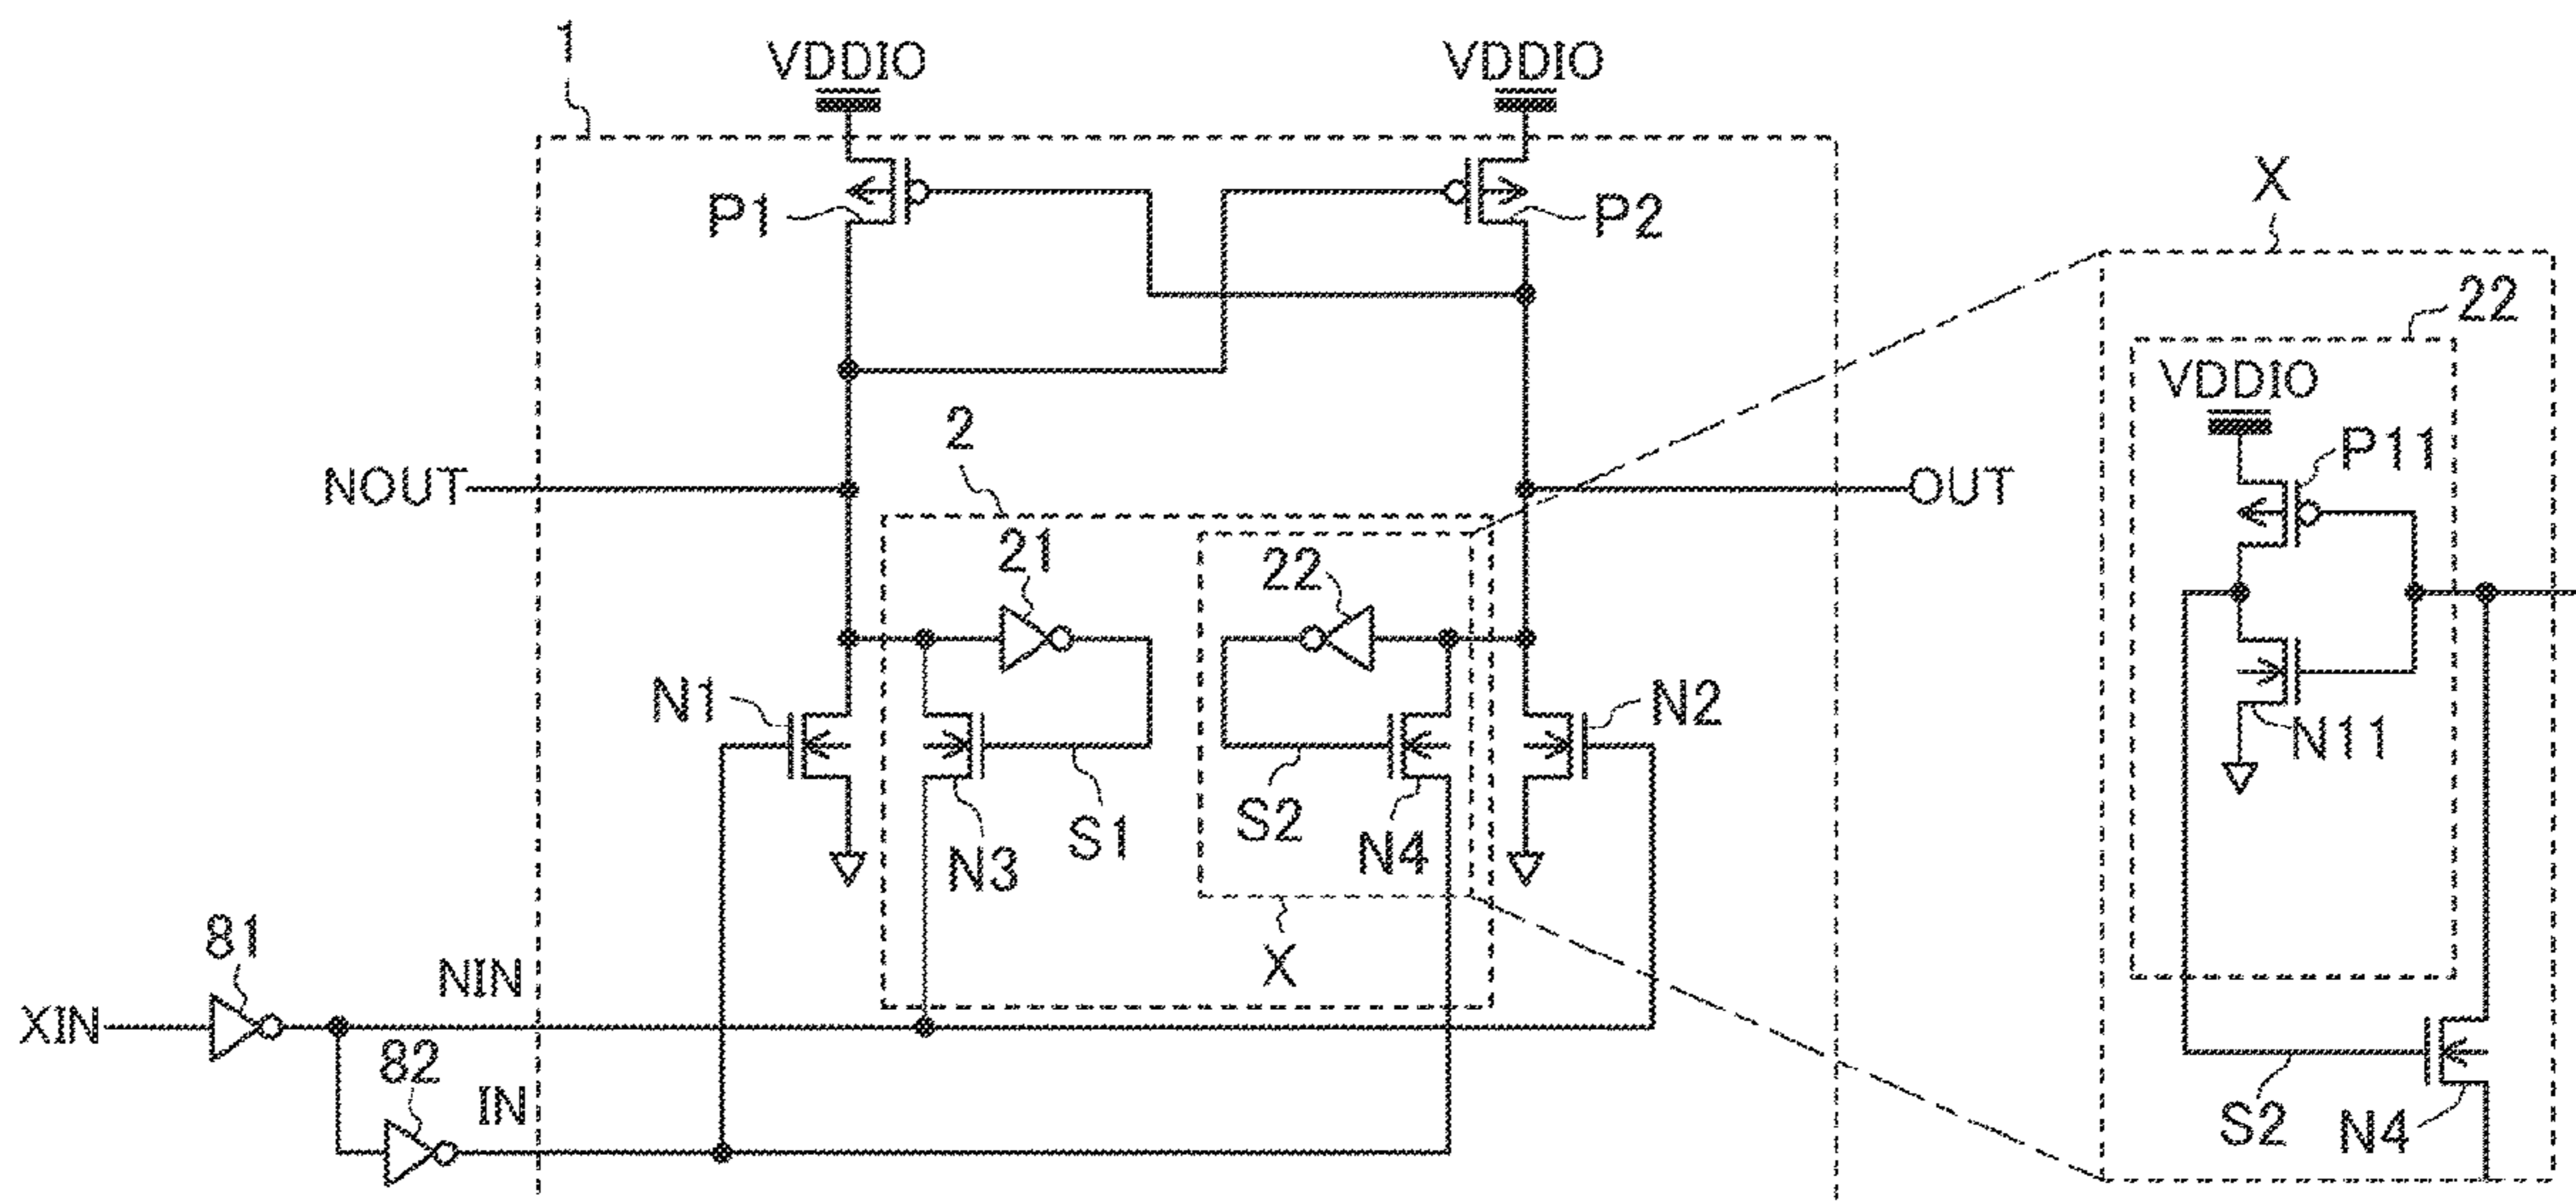 1
VDDIO
VDDIO
P1
P2
X
22
VDDIO
P11
2
NOUT
OUT
21
22
N1
N2
N11
S1
S2
N3
N4
X
81
NIN
XIN
82
IN
S2
N4